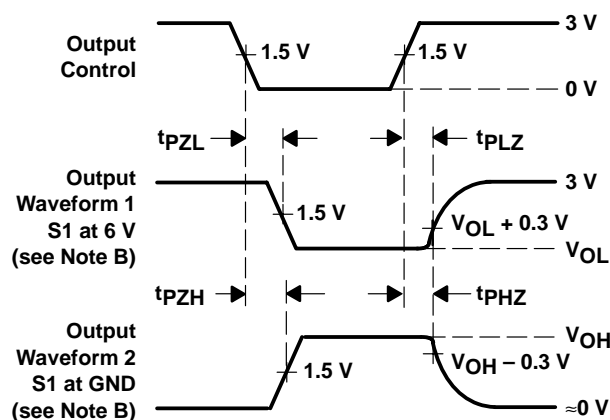 Output
Control
1.5 V
1.5 V
3 V
0 V
tPZL
tPLZ
Output
Waveform 1
S1 at 6 V
(see Note B)
1.5 V
3 V
VOL + 0.3 V
VOL
tPZH
tPHZ
Output
Waveform 2
S1 at GND
(see Note B)
1.5 V
VOH
VOH – 0.3 V
≈0 V